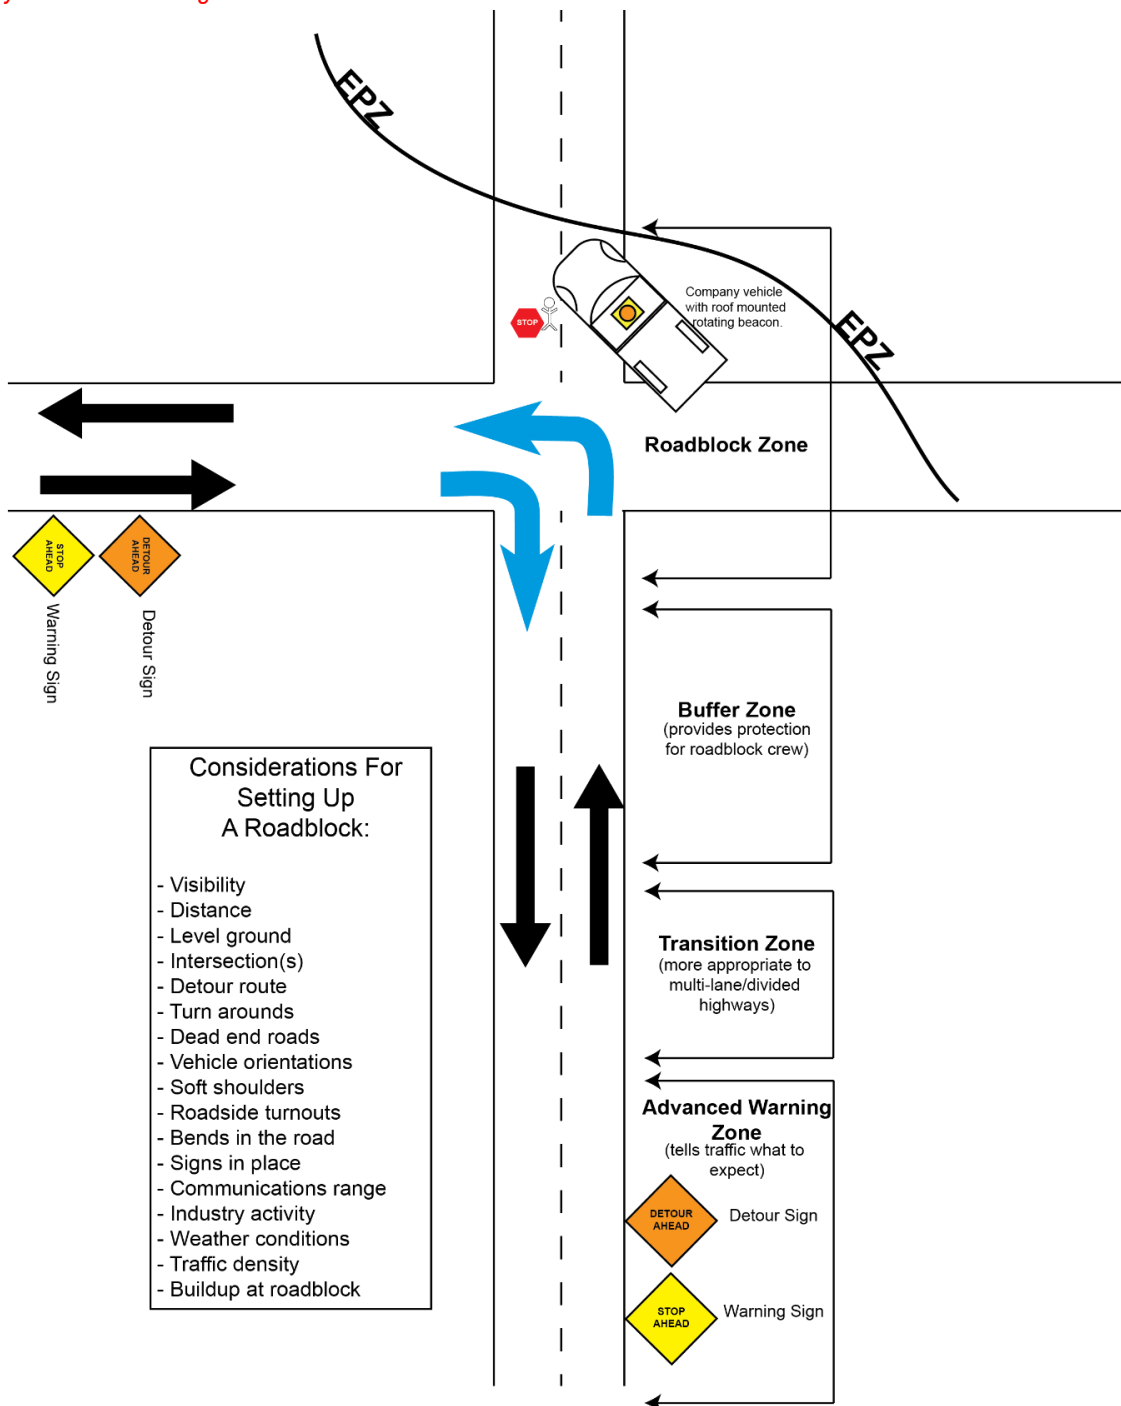 EPZ
Company vehicle
with roof mounted
rotating beacon.
STOP
EPZ
Roadblock Zone
STOP
AHEAD
DETOUR
AHEAD
Warning Sign
Detour Sign
Buffer Zone
(provides protection
for roadblock crew)
Considerations For
Setting Up
A Roadblock:
- Visibility
- Distance
- Level ground
- Intersection(s)
- Detour route
- Turn arounds
- Dead end roads
- Vehicle orientations
- Soft shoulders
- Roadside turnouts
- Bends in the road
- Signs in place
- Communications range
- Industry activity
- Weather conditions
- Traffic density
- Buildup at roadblock
Transition Zone
(more appropriate to
multi-lane/divided
highways)
Advanced Warning
Zone
(tells traffic what to
expect)
DETOUR
AHEAD
Detour Sign
STOP
AHEAD
Warning Sign